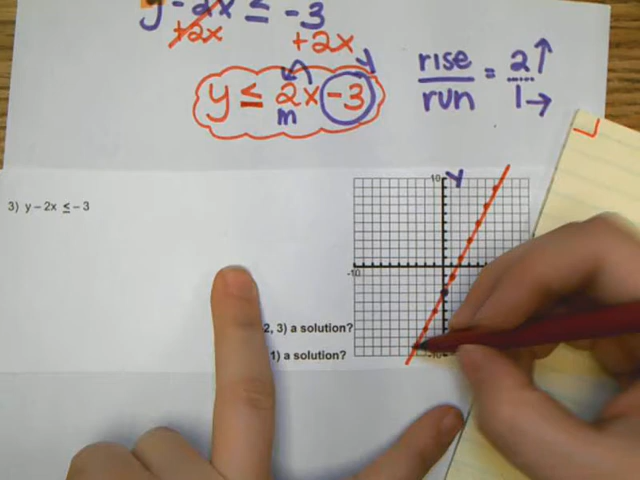 y - 2x ≤ -3
+2x +2x
y ≤ 2x -3
m
rise = 2↑
run 1→
3) y – 2x ≤ – 3
10 y
-10
2, 3) a solution?
1) a solution?
-10